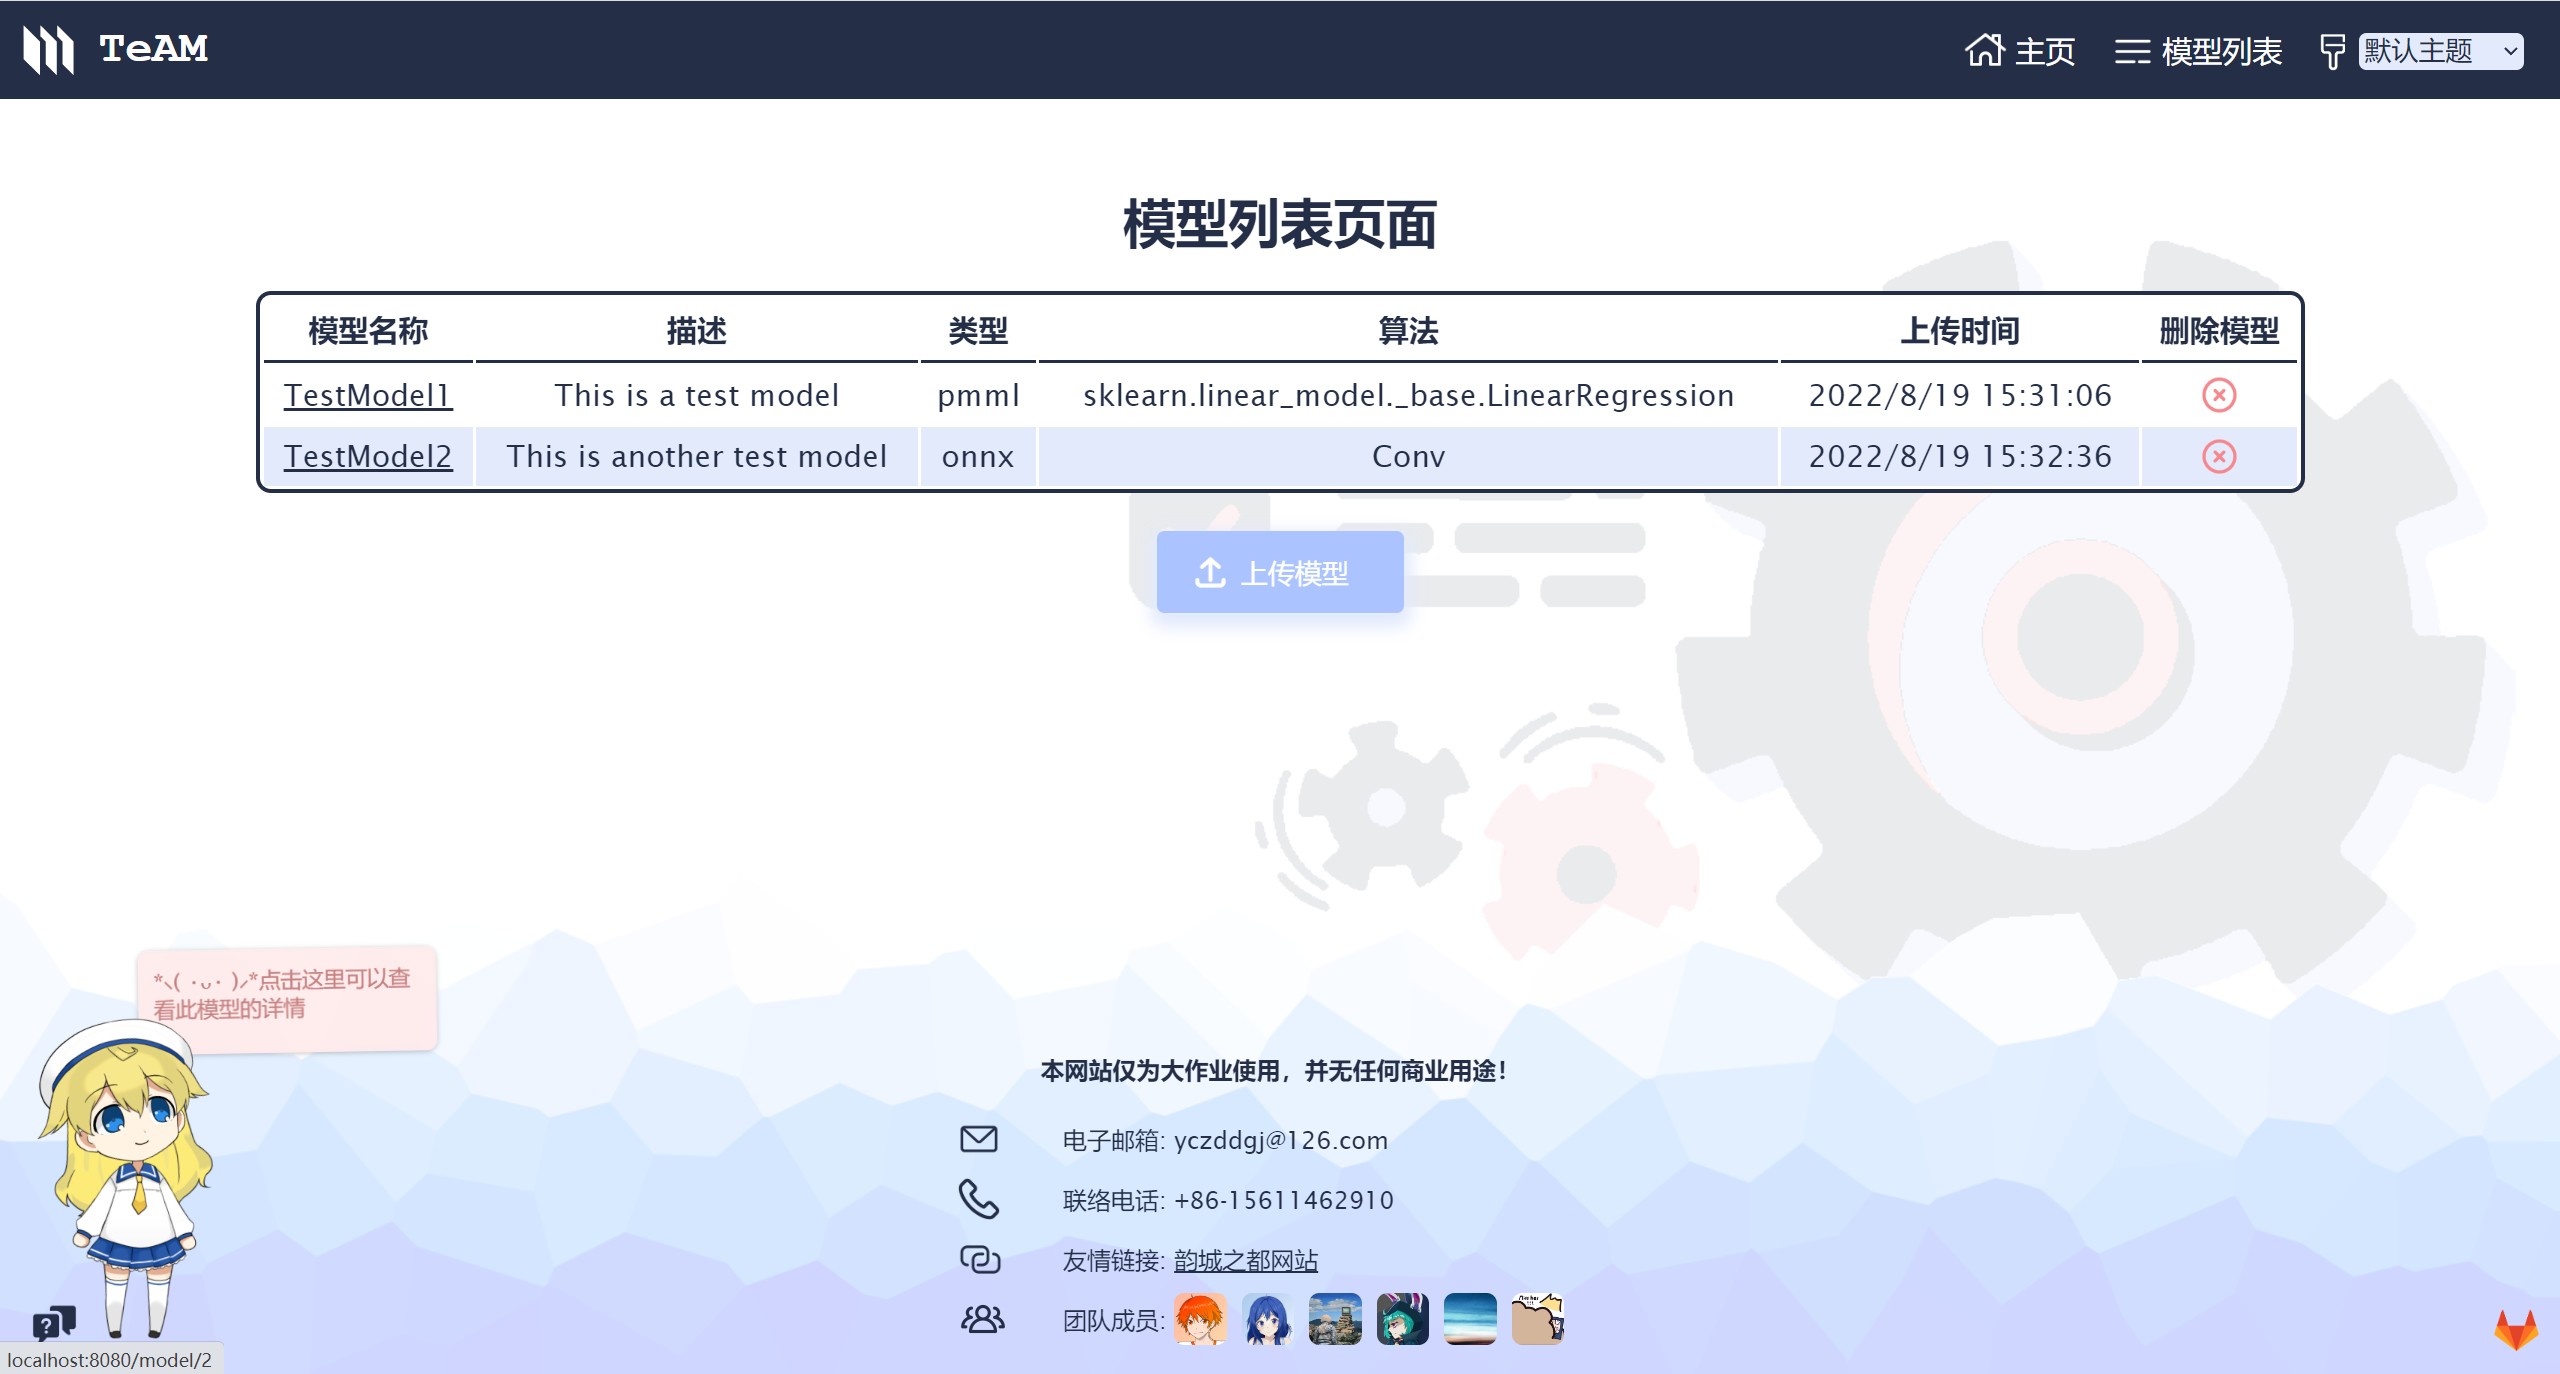 TeAM 主页 模型列表 默认主题
模型列表页面
模型名称 描述 类型 算法 上传时间 删除模型
TestModel1 This is a test model pmml sklearn.linear_model._base.LinearRegression 2022/8/19 15:31:06
TestModel2 This is another test model onnx Conv 2022/8/19 15:32:36
上传模型
*⸜( ·ᴗ· )⸝*点击这里可以查
看此模型的详情
本网站仅为大作业使用，并无任何商业用途！
电子邮箱: yczddgj@126.com
联络电话: +86-15611462910
友情链接: 韵城之都网站
团队成员:
localhost:8080/model/2